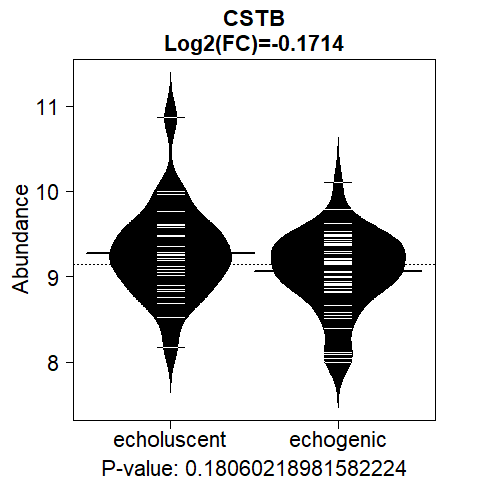 CSTB
Log2(FC)=-0.1714
11
10
9
8
Abundance
echoluscent echogenic
P-value: 0.18060218981582224